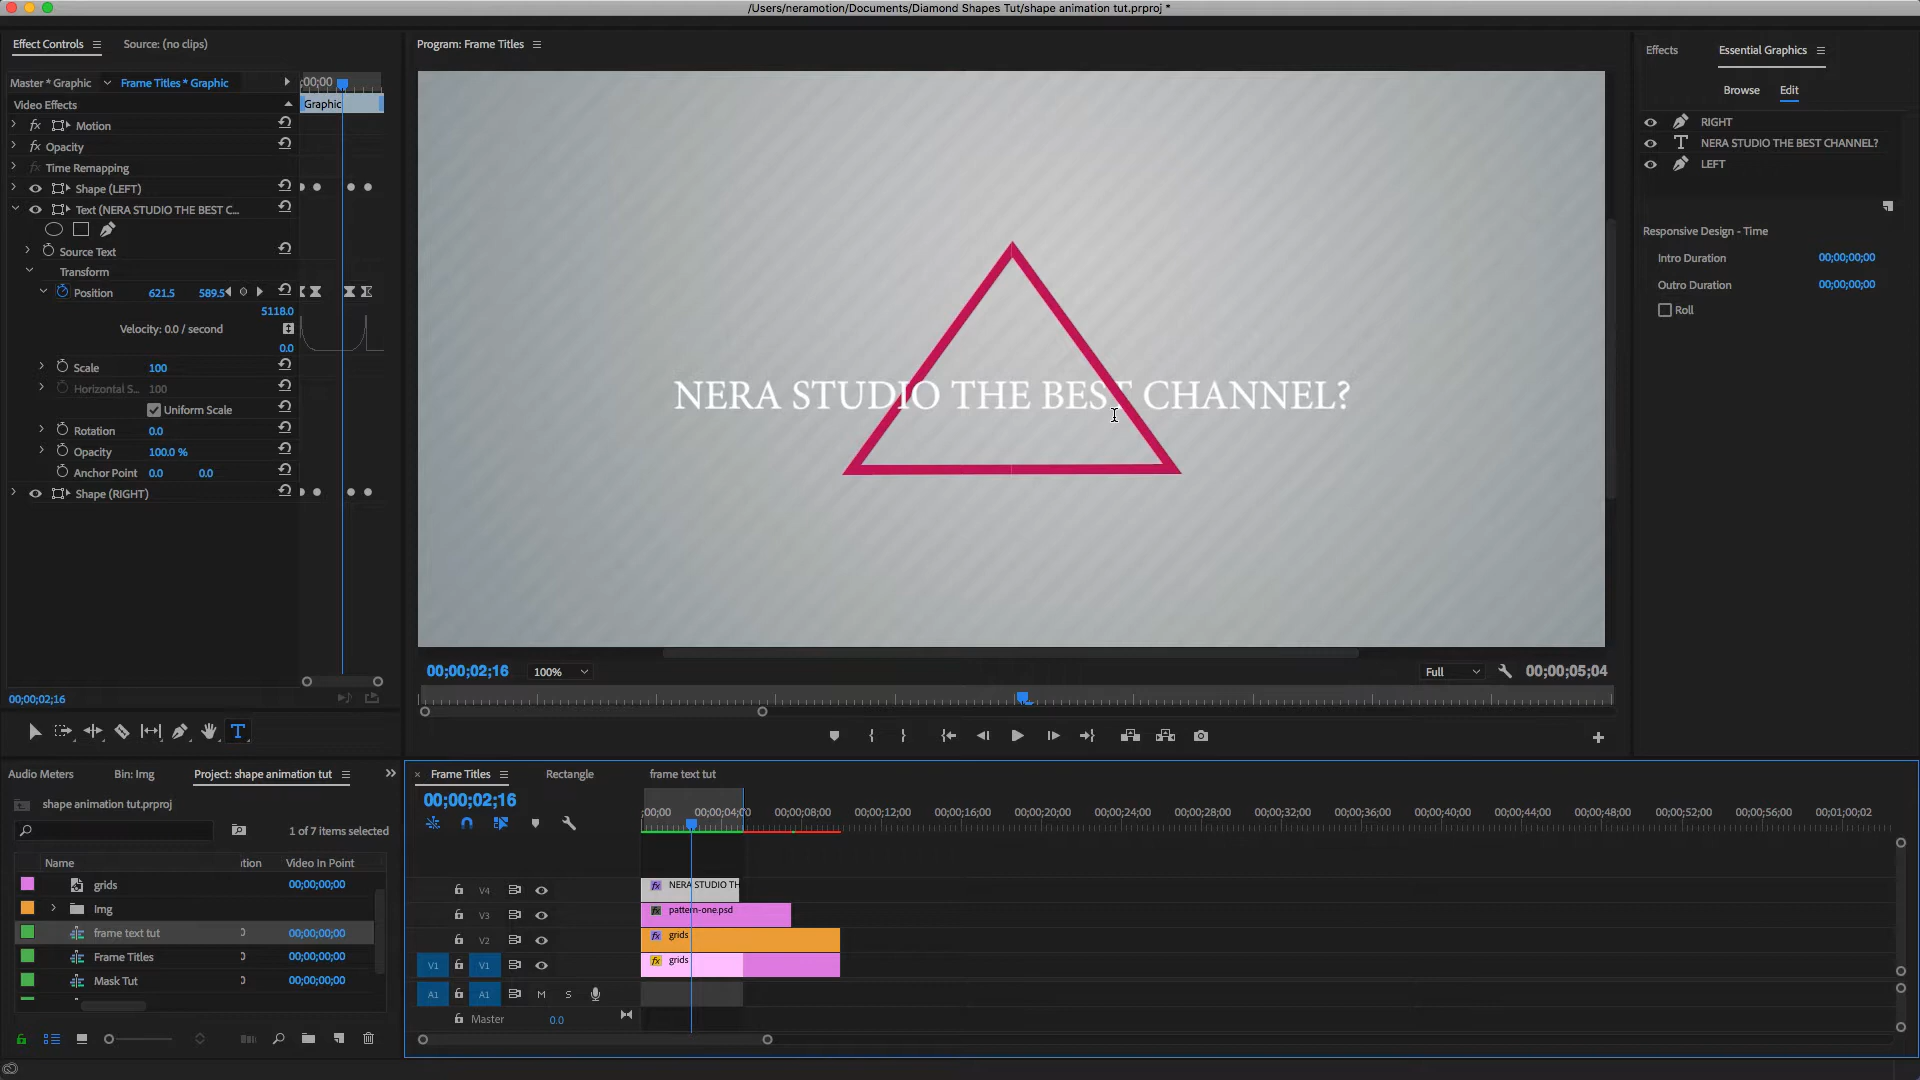 /Users/neramotion/Documents/Diamond Shapes Tut/shape animation tut.prproj *
Effect Controls
Source: (no clips)
Master * Graphic
Frame Titles * Graphic
;00;00
Video Effects
Graphic
fx Motion
fx Opacity
fx Time Remapping
Shape (LEFT)
Text (NERA STUDIO THE BEST C...
Source Text
Transform
Position 621.5 589.5
5118.0
Velocity: 0.0 / second
0.0
Scale 100
Horizontal S... 100
Uniform Scale
Rotation 0.0
Opacity 100.0 %
Anchor Point 0.0 0.0
Shape (RIGHT)
00;00;02;16
Program: Frame Titles
NERA STUDIO THE BEST CHANNEL?
00;00;02;16
100%
Full
00;00;05;04
Effects
Essential Graphics
Browse
Edit
RIGHT
T NERA STUDIO THE BEST CHANNEL?
LEFT
Responsive Design - Time
Intro Duration 00;00;00;00
Outro Duration 00;00;00;00
Roll
T
Audio Meters
Bin: Img
Project: shape animation tut
shape animation tut.prproj
1 of 7 items selected
Name
Video In Point
grids 00;00;00;00
Img
frame text tut 00;00;00;00
Frame Titles 00;00;00;00
Mask Tut 00;00;00;00
Frame Titles
Rectangle
frame text tut
00;00;02;16
;00;00 00;00;04;00 00;00;08;00 00;00;12;00 00;00;16;00 00;00;20;00 00;00;24;00 00;00;28;00 00;00;32;00 00;00;36;00 00;00;40;00 00;00;44;00 00;00;48;00 00;00;52;00 00;00;56;00 00;01;00;02
V4 fx NERA STUDIO TH
V3 fx pattern-one.psd
V2 fx grids
V1 V1 fx grids
A1 A1 M S
Master 0.0